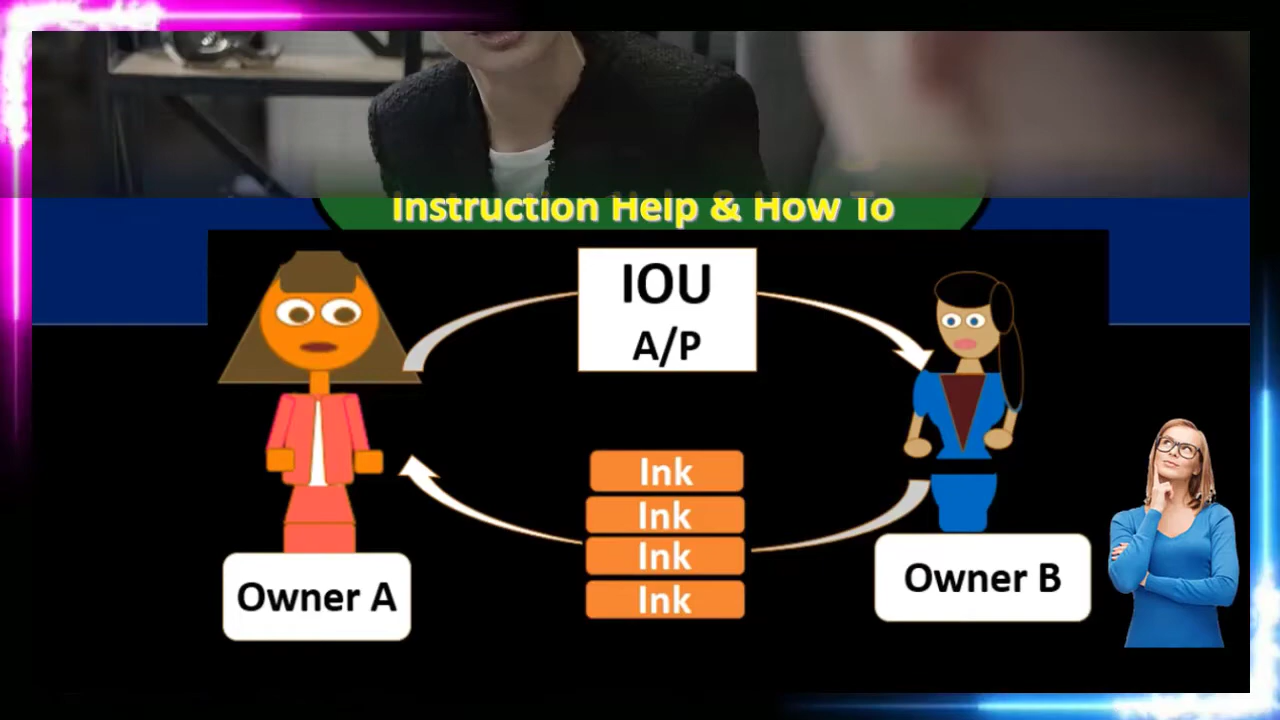 Instruction Help & How To
IOU
A/P
Ink
Ink
Ink
Ink
Owner A
Owner B